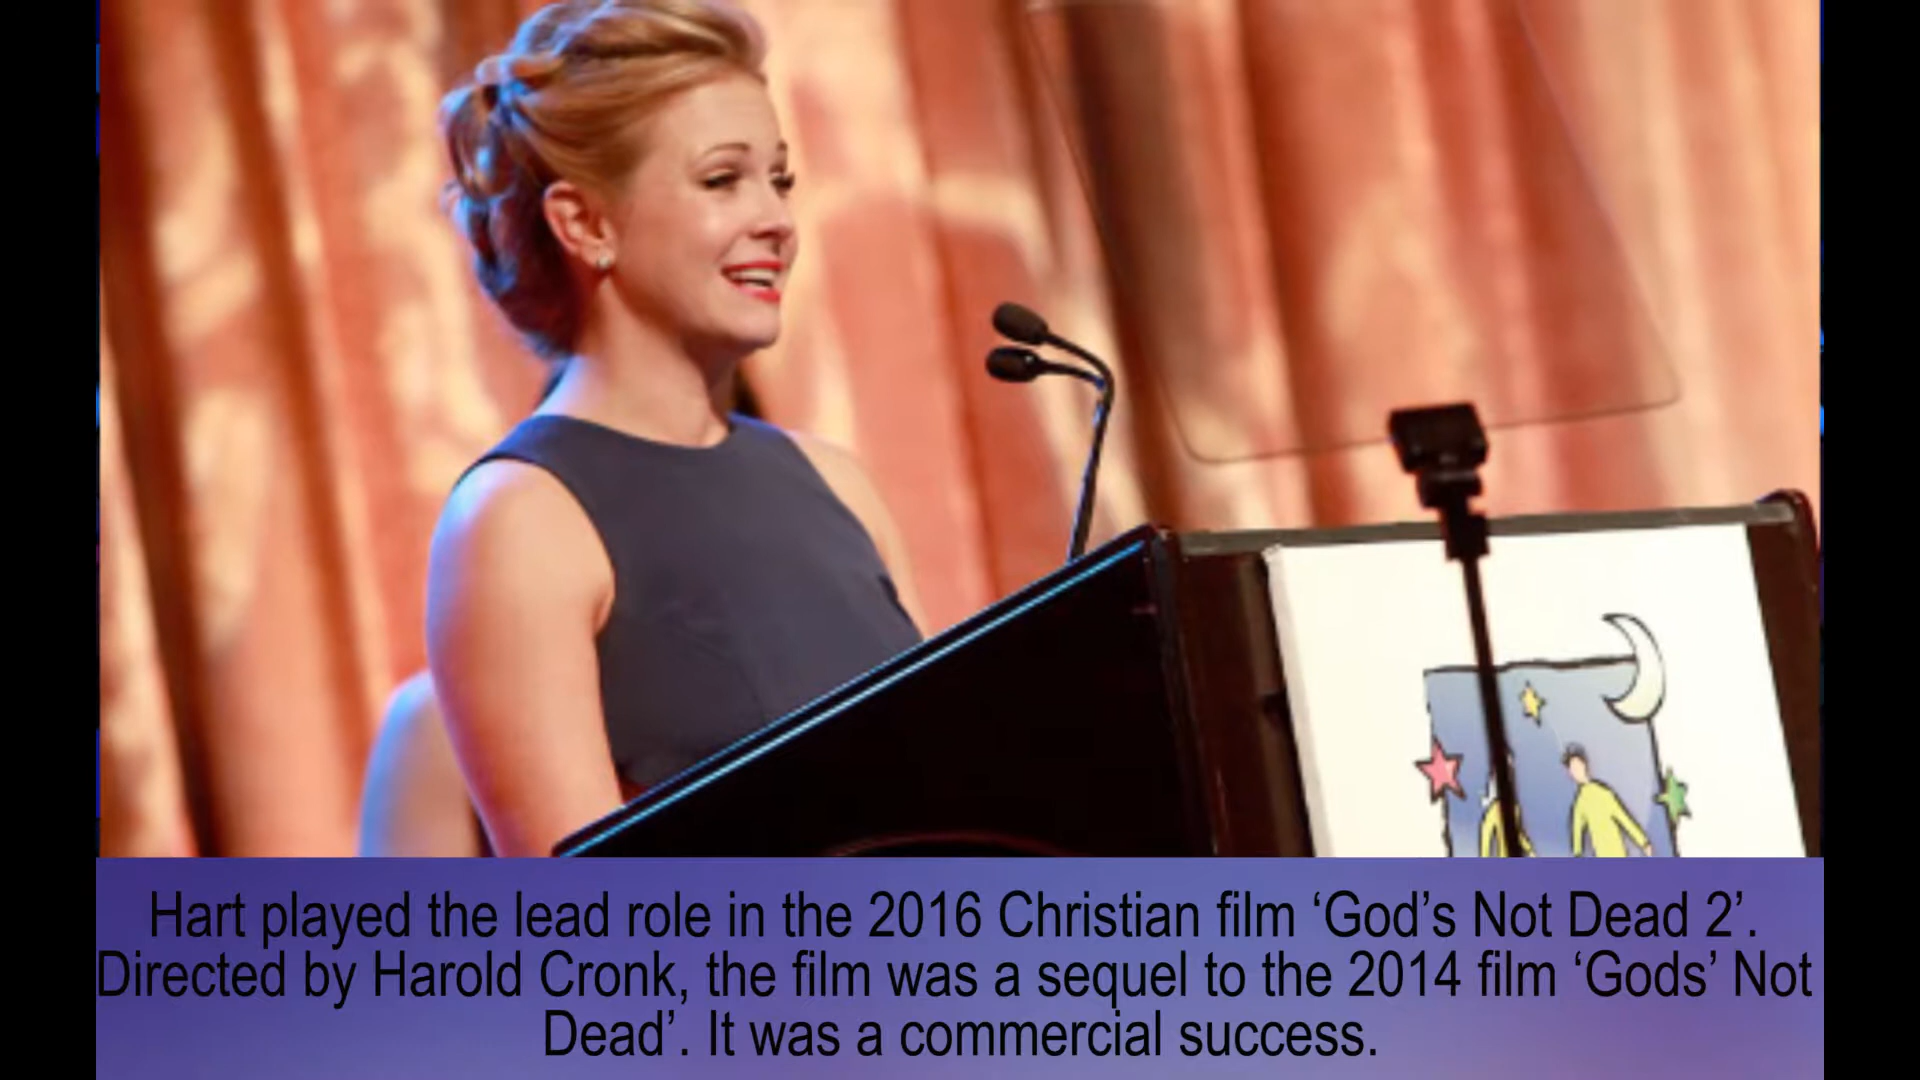 Hart played the lead role in the 2016 Christian film ‘God’s Not Dead 2’.
Directed by Harold Cronk, the film was a sequel to the 2014 film ‘Gods’ Not
Dead’. It was a commercial success.